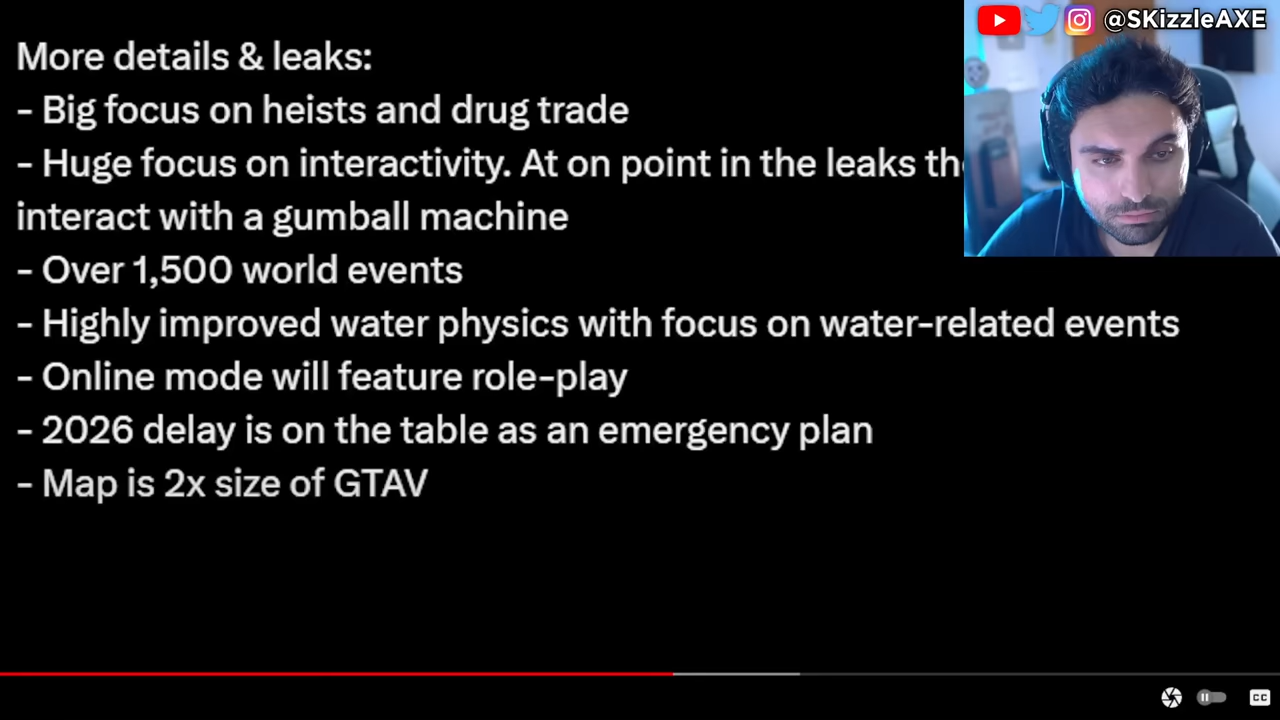 @SKizzleAXE
More details & leaks:
- Big focus on heists and drug trade
- Huge focus on interactivity. At on point in the leaks
interact with a gumball machine
- Over 1,500 world events
- Highly improved water physics with focus on water-related events
- Online mode will feature role-play
- 2026 delay is on the table as an emergency plan
- Map is 2x size of GTAV
CC